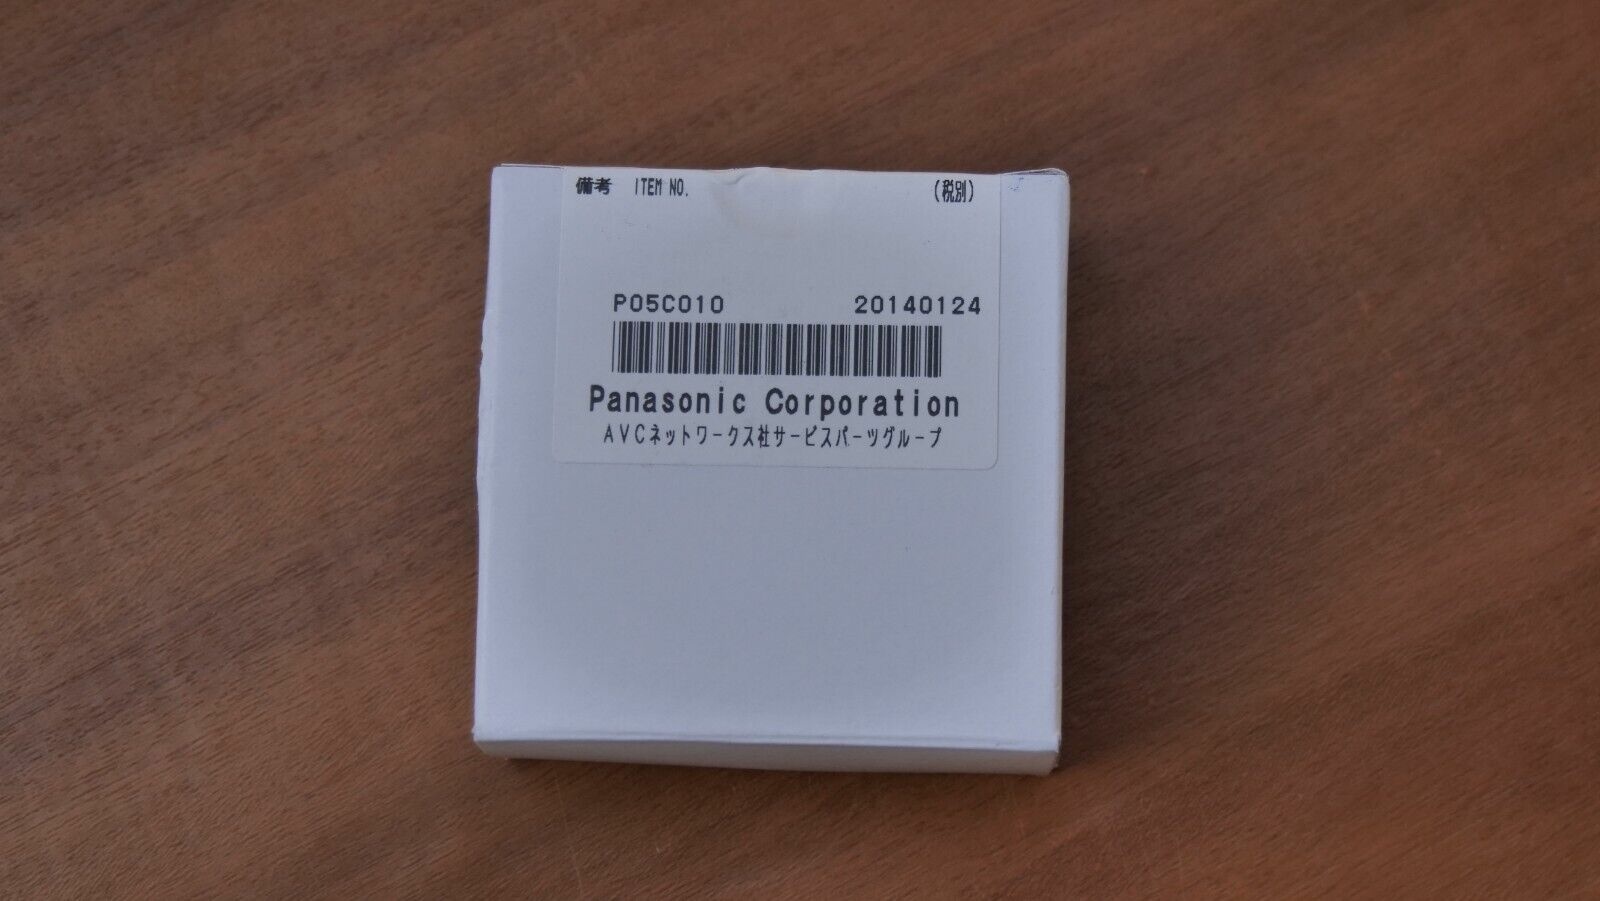 備考 ITEM NO. (税別)
P05C010 20140124
Panasonic Corporation
AVCネットワークス社サービスパーツグループ